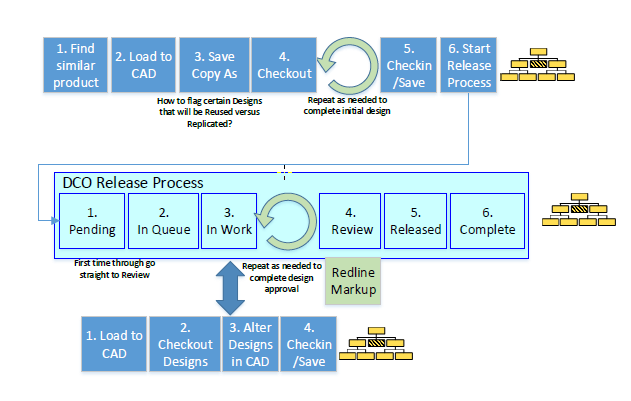 1. Find
similar
product
2. Load to
CAD
3. Save
Copy As
4.
Checkout
5.
Checkin
/Save
6. Start
Release
Process
How to flag certain Designs
that will be Reused versus
Replicated?
Repeat as needed to
complete initial design
DCO Release Process
1.
Pending
2.
In Queue
3.
In Work
4.
Review
5.
Released
6.
Complete
First time through go
straight to Review
Repeat as needed to
complete design
approval
Redline
Markup
1. Load to
CAD
2.
Checkout
Designs
3. Alter
Designs
in CAD
4.
Checkin
/Save